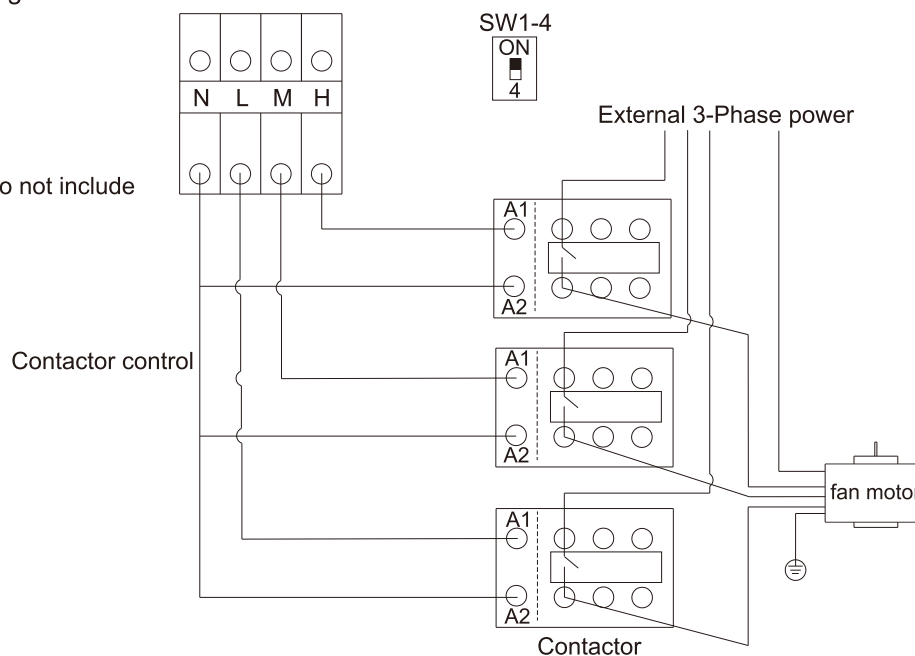 SW1-4
ON
4
N L M H
External 3-Phase power
o not include
A1
A2
Contactor control
A1
A2
fan motor
A1
A2
Contactor